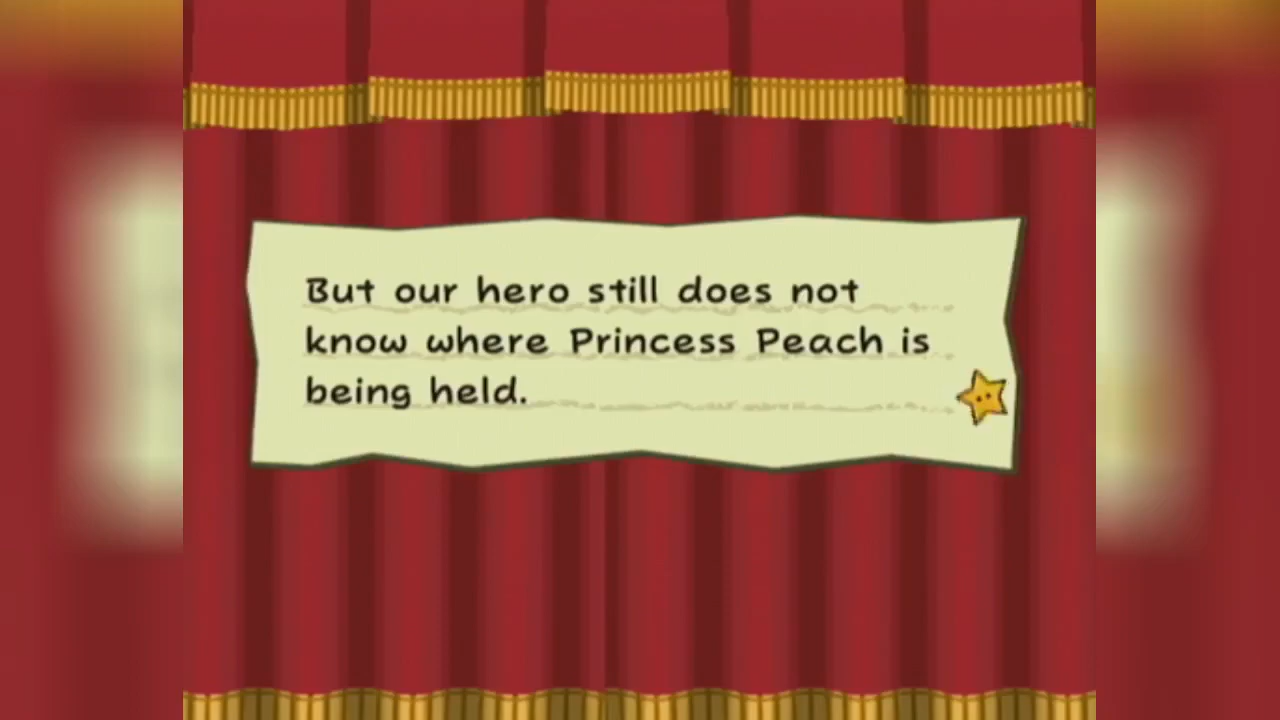 But our hero still does not
know where Princess Peach is
being held.